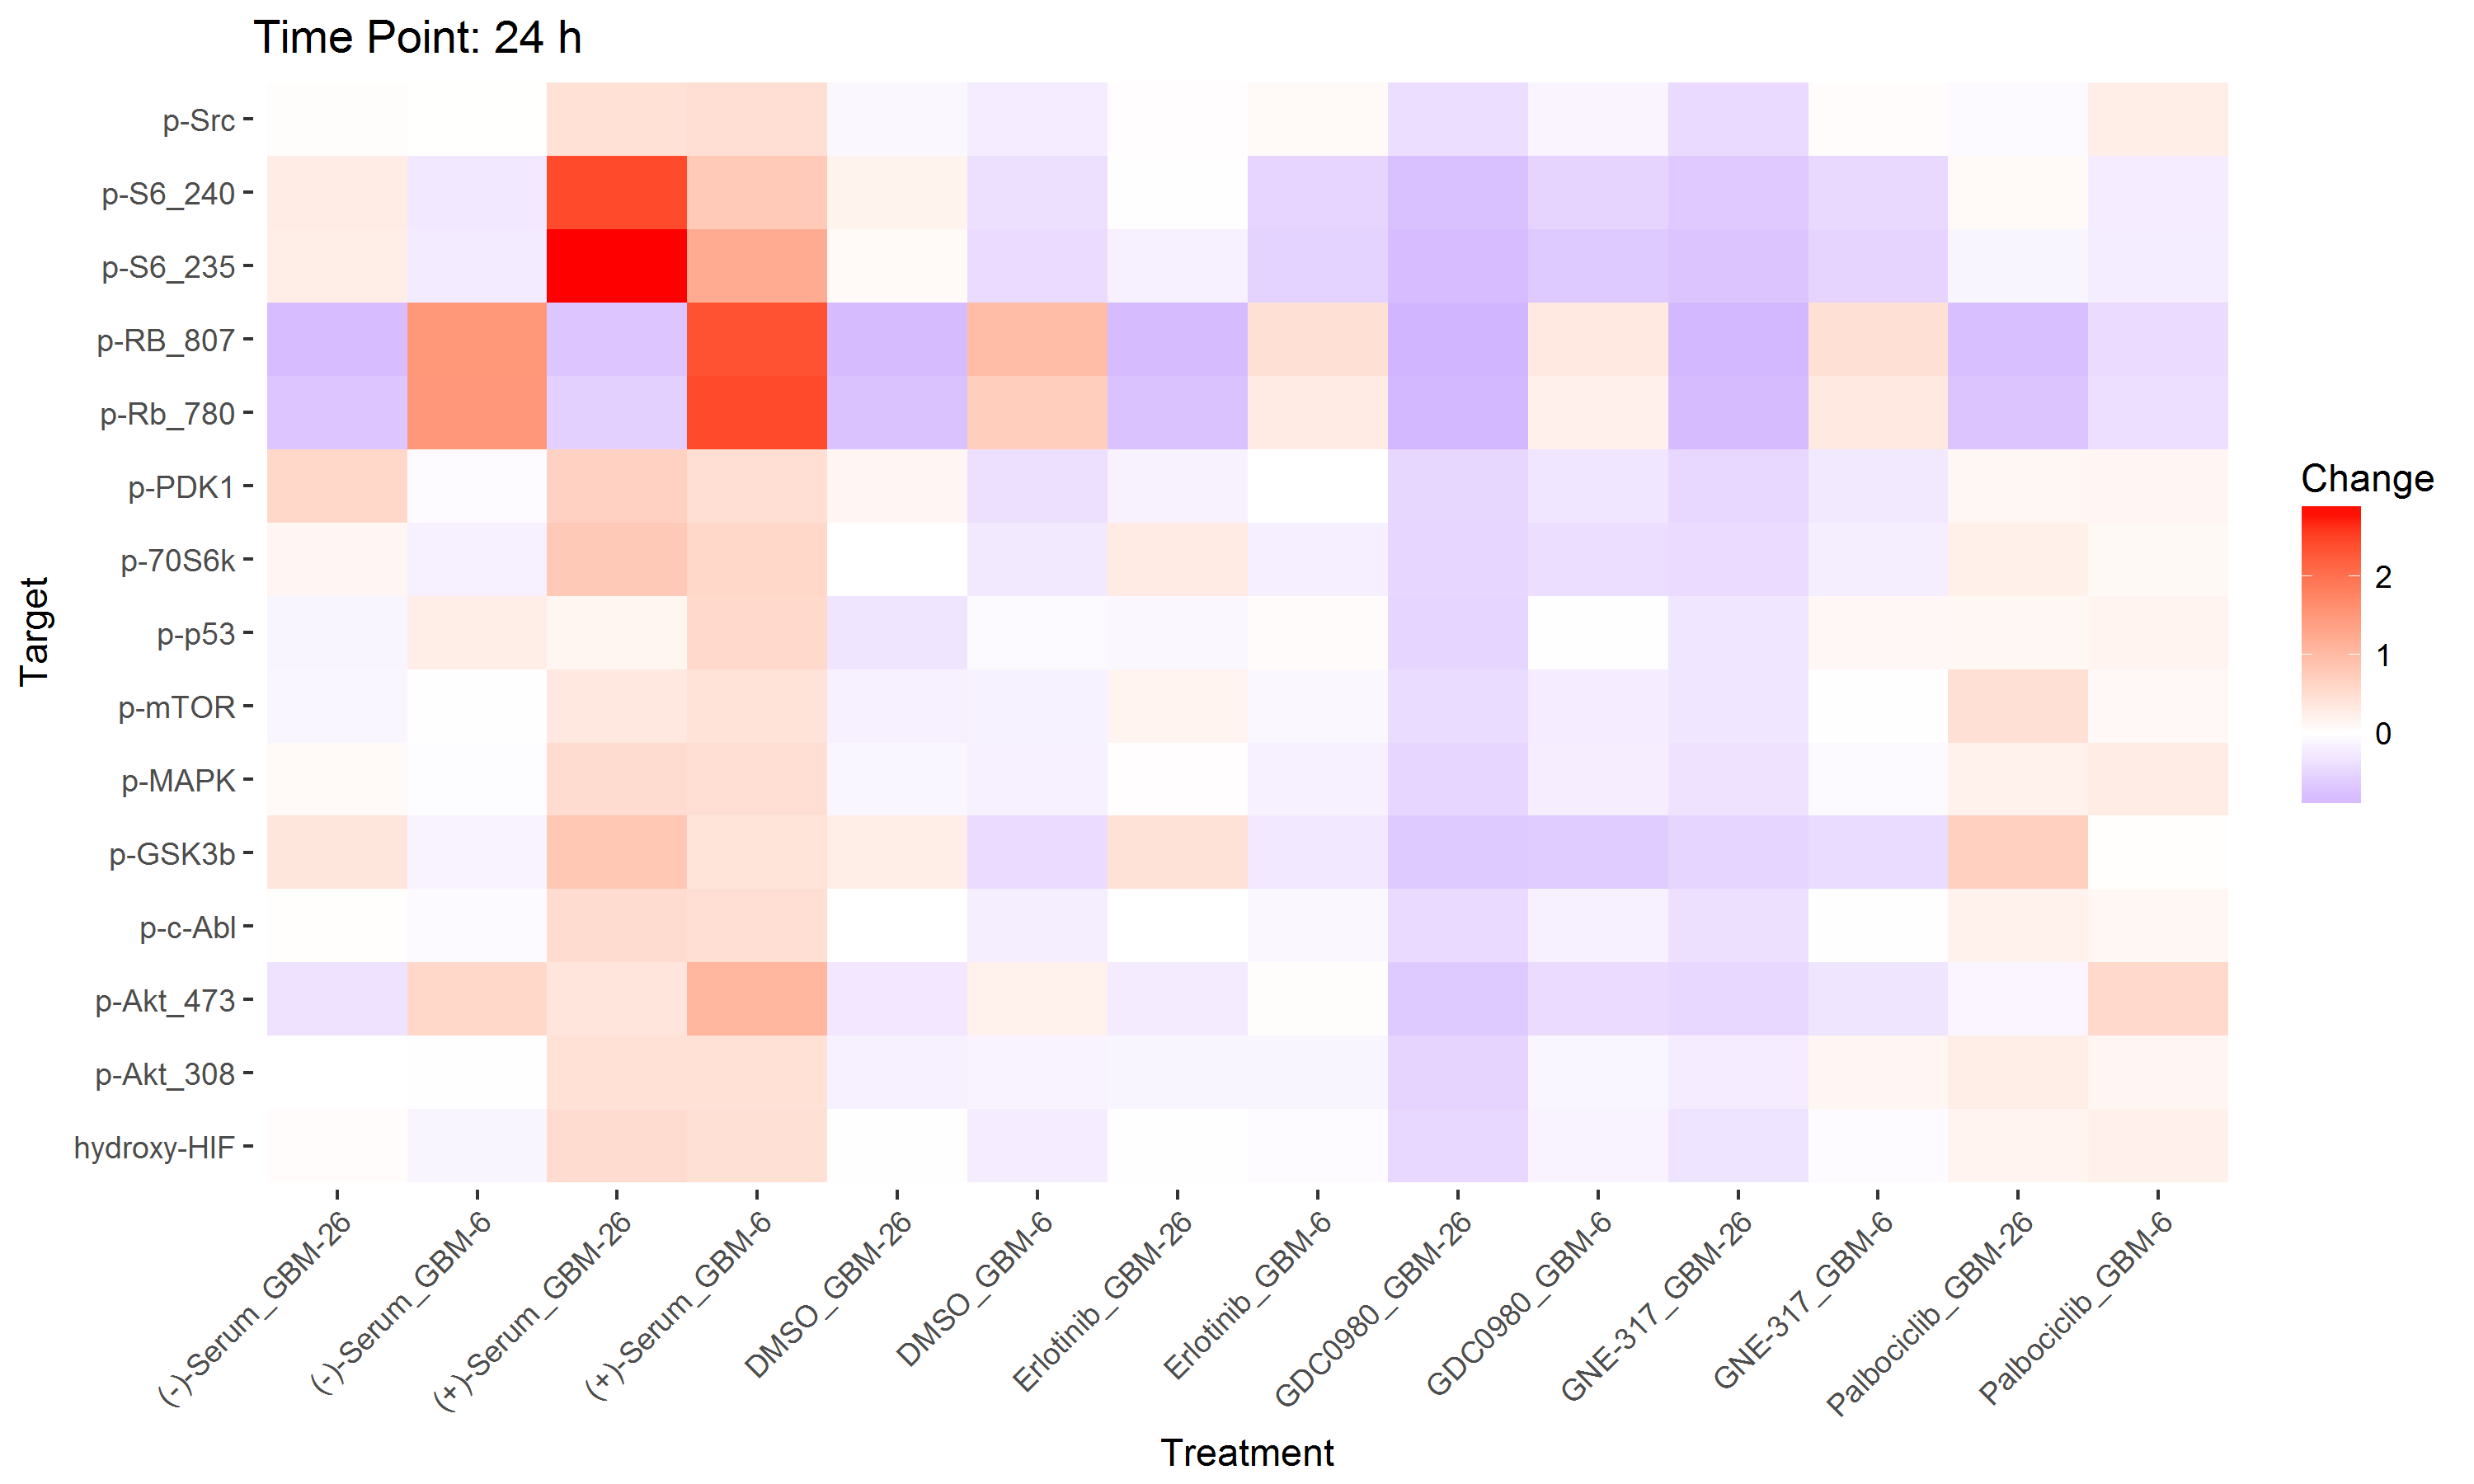 Time Point: 24 h
p-Src
p-S6_240
p-S6_235
p-RB_807
p-Rb_780
p-PDK1
p-70S6k
p-p53
p-mTOR
p-MAPK
p-GSK3b
p-c-Abl
p-Akt_473
p-Akt_308
hydroxy-HIF
Target
Change
2
1
0
(-)-Serum_GBM-26
(-)-Serum_GBM-6
(+)-Serum_GBM-26
(+)-Serum_GBM-6
DMSO_GBM-26
DMSO_GBM-6
Erlotinib_GBM-26
Erlotinib_GBM-6
GDC0980_GBM-26
GDC0980_GBM-6
GNE-317_GBM-26
GNE-317_GBM-6
Palbociclib_GBM-26
Palbociclib_GBM-6
Treatment